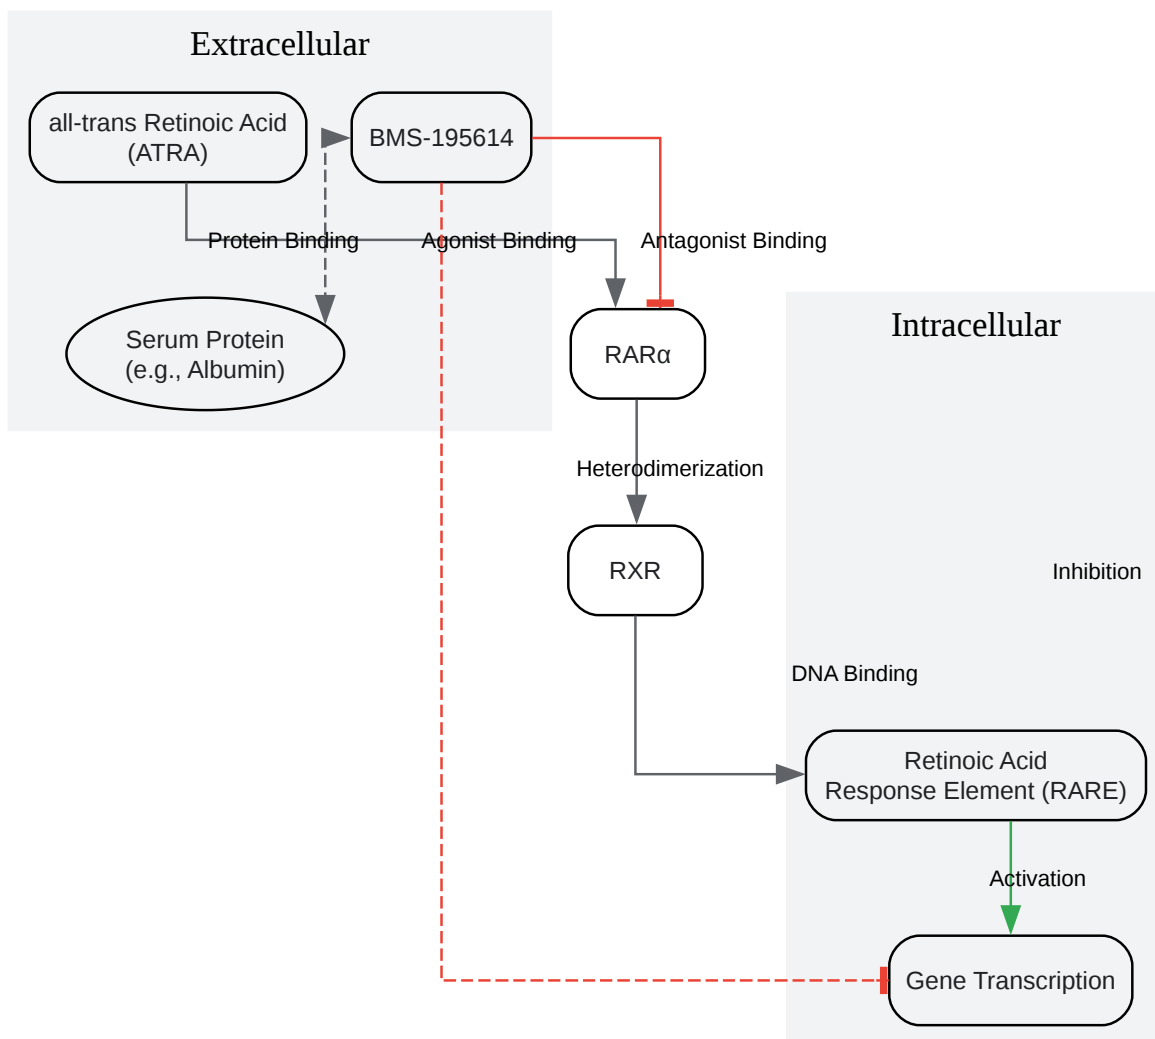 Extracellular
all-trans Retinoic Acid
(ATRA)
BMS-195614
Protein Binding
Agonist Binding
Antagonist Binding
Serum Protein
(e.g., Albumin)
Intracellular
RARα
Heterodimerization
RXR
Inhibition
DNA Binding
Retinoic Acid
Response Element (RARE)
Activation
Gene Transcription